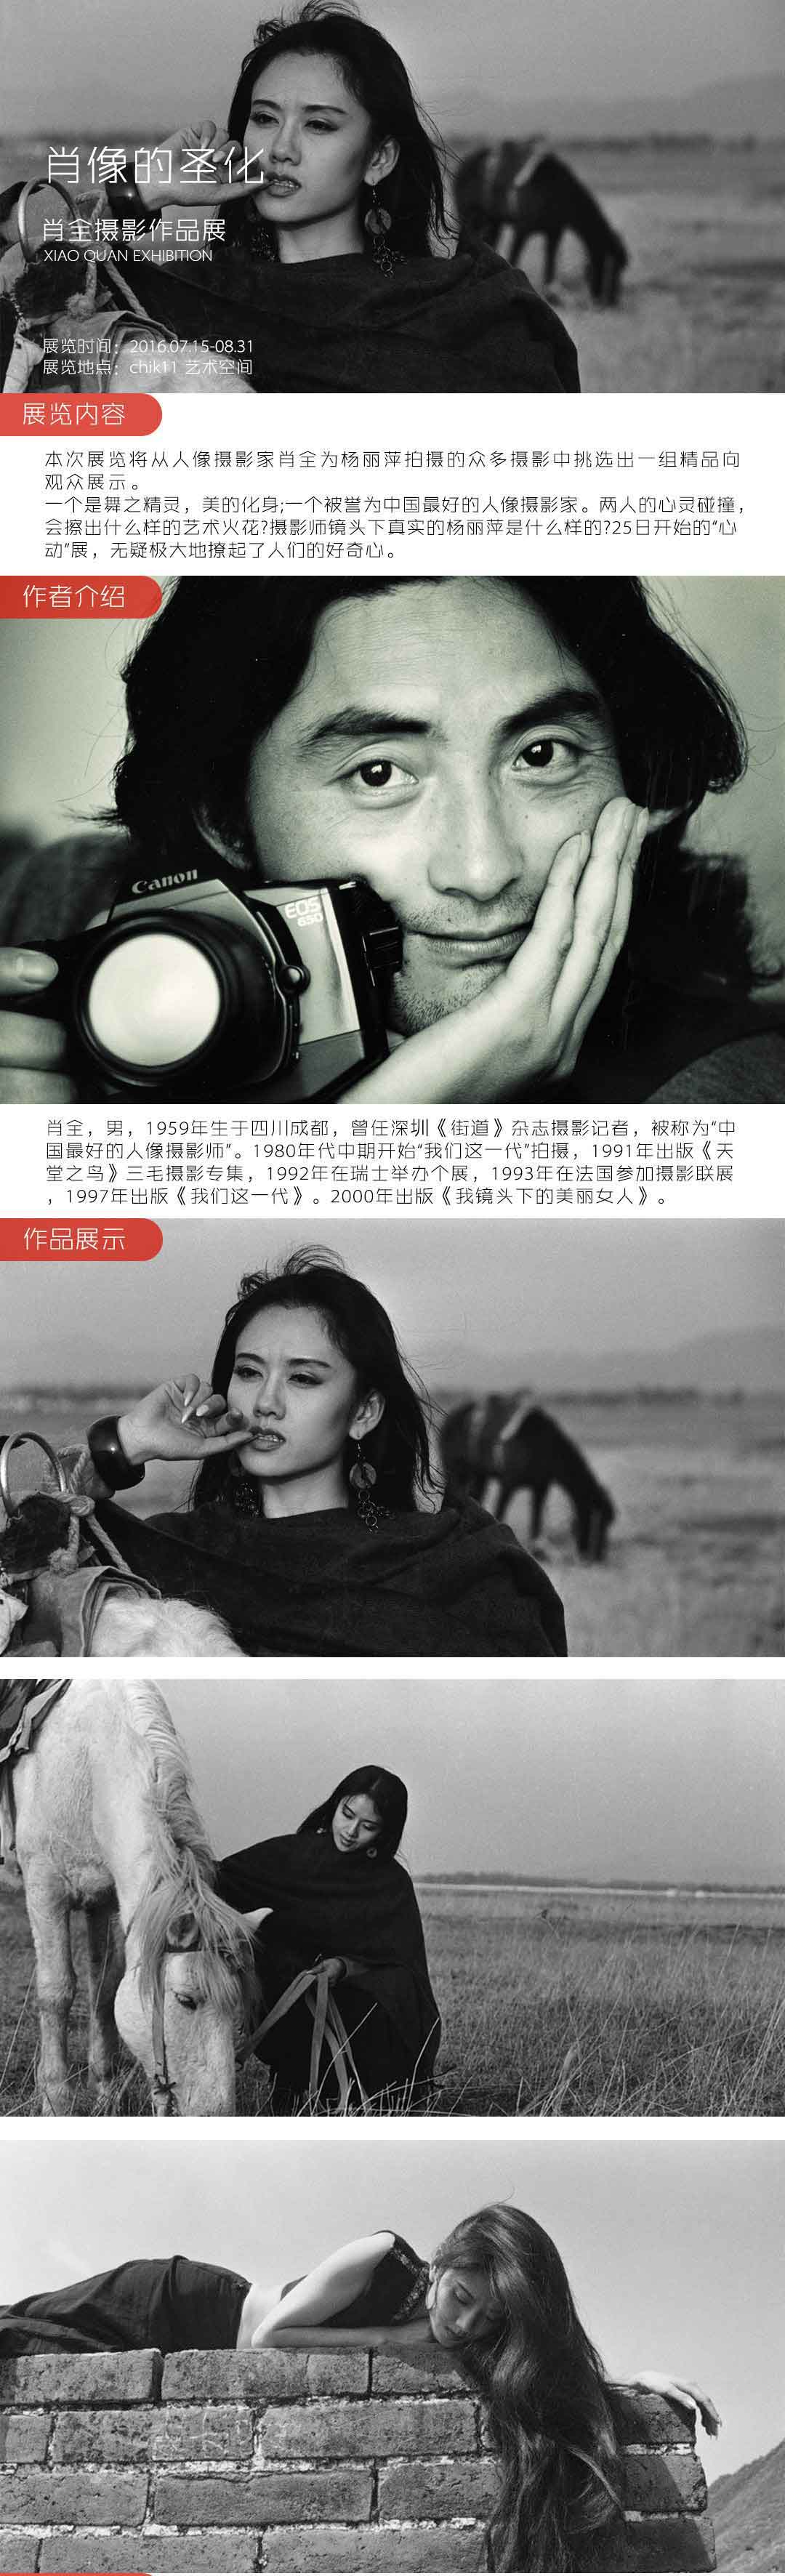 肖像的圣化
肖全摄影作品展
XIAO QUAN EXHIBITION
展览时间：2016.07.15-08.31
展览地点：chik11 艺术空间
展览内容
本次展览将从人像摄影家肖全为杨丽萍拍摄的众多摄影中挑选出一组精品向
观众展示。
一个是舞之精灵，美的化身;一个被誉为中国最好的人像摄影家。两人的心灵碰撞，
会擦出什么样的艺术火花?摄影师镜头下真实的杨丽萍是什么样的?25日开始的“心
动”展，无疑极大地撩起了人们的好奇心。
作者介绍
Canon
EOS
650
肖全，男，1959年生于四川成都，曾任深圳《街道》杂志摄影记者，被称为“中
国最好的人像摄影师”。1980年代中期开始“我们这一代”拍摄，1991年出版《天
堂之鸟》三毛摄影专集，1992年在瑞士举办个展，1993年在法国参加摄影联展
，1997年出版《我们这一代》。2000年出版《我镜头下的美丽女人》。
作品展示